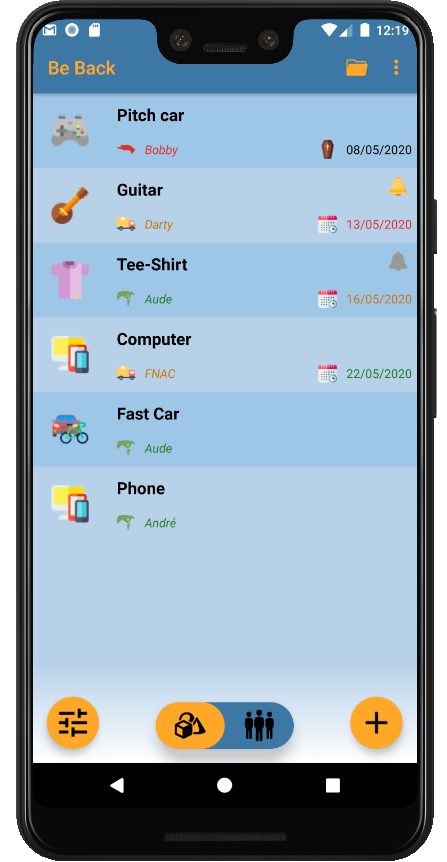 12:19
Be Back
Pitch car
Bobby 08/05/2020
Guitar
Darty 13/05/2020
Tee-Shirt
Aude 16/05/2020
Computer
FNAC 22/05/2020
Fast Car
Aude
Phone
André